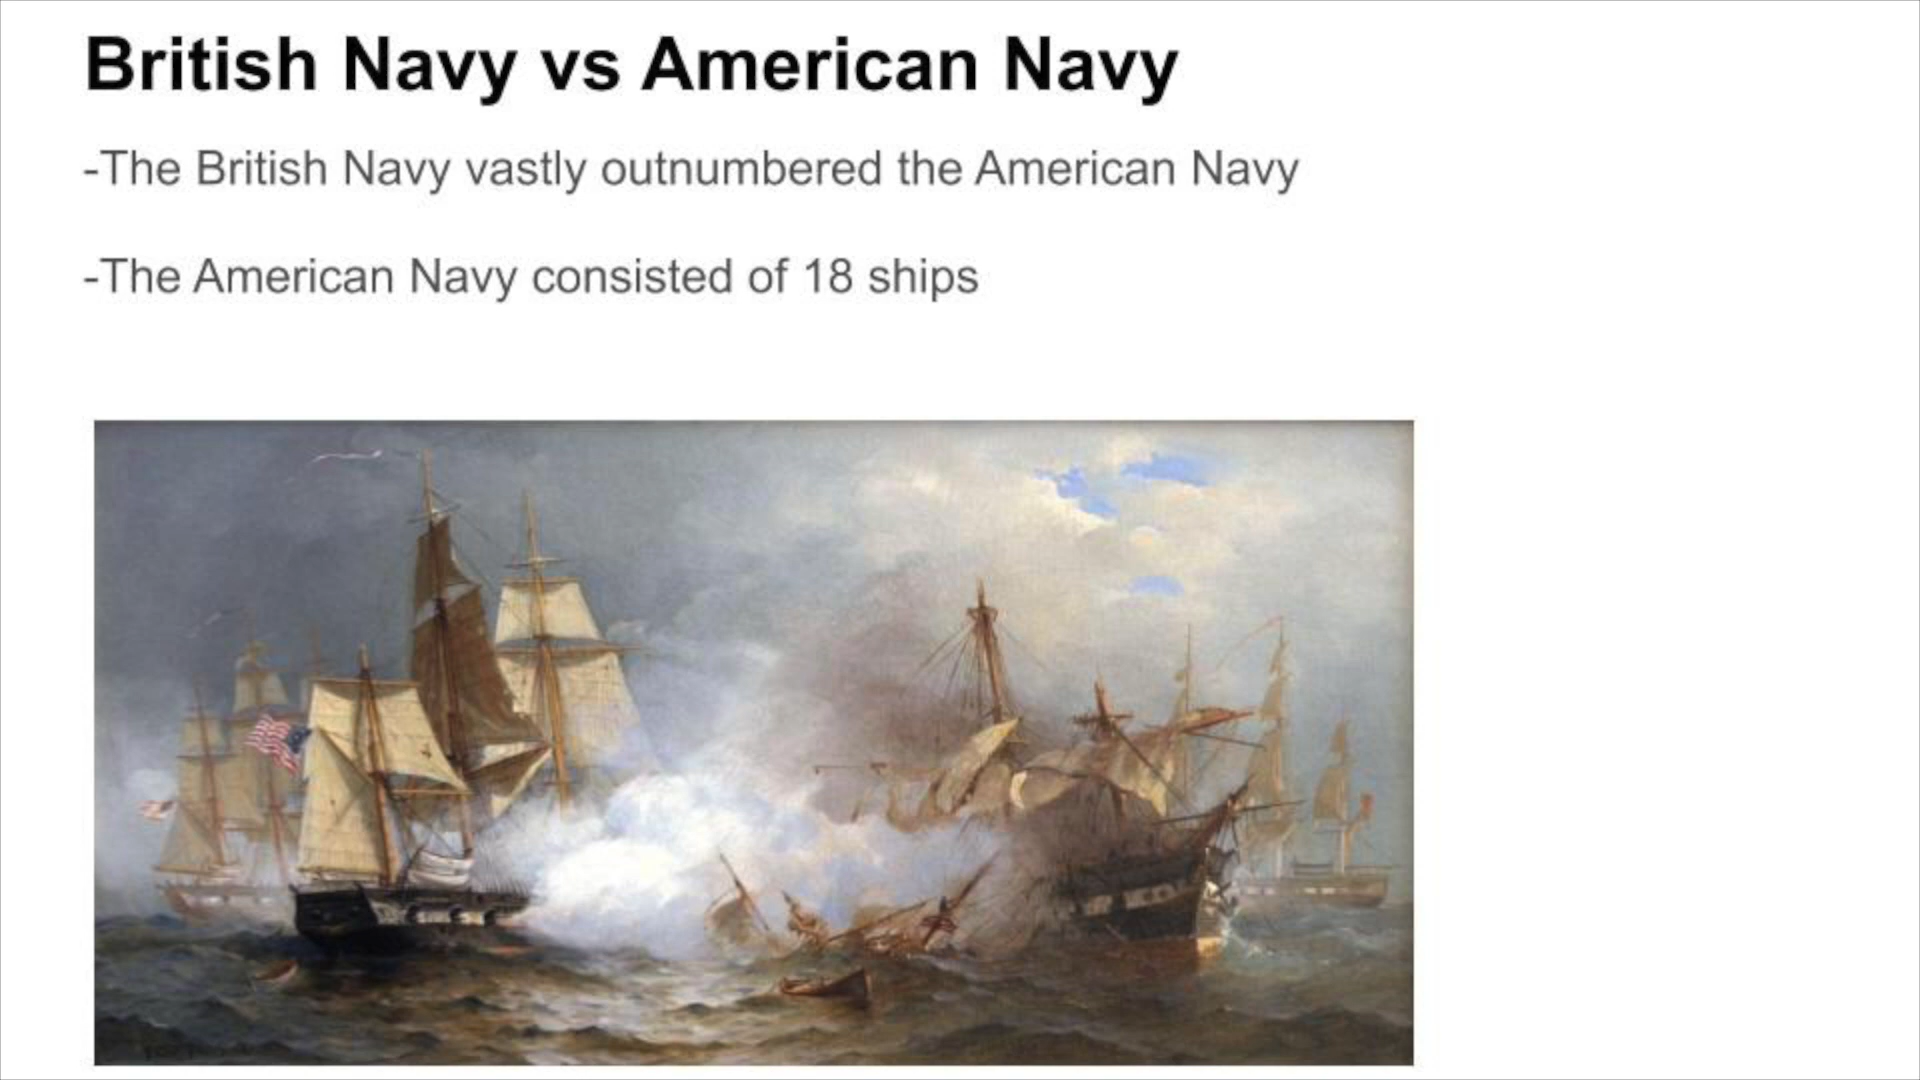 British Navy vs American Navy
-The British Navy vastly outnumbered the American Navy
-The American Navy consisted of 18 ships